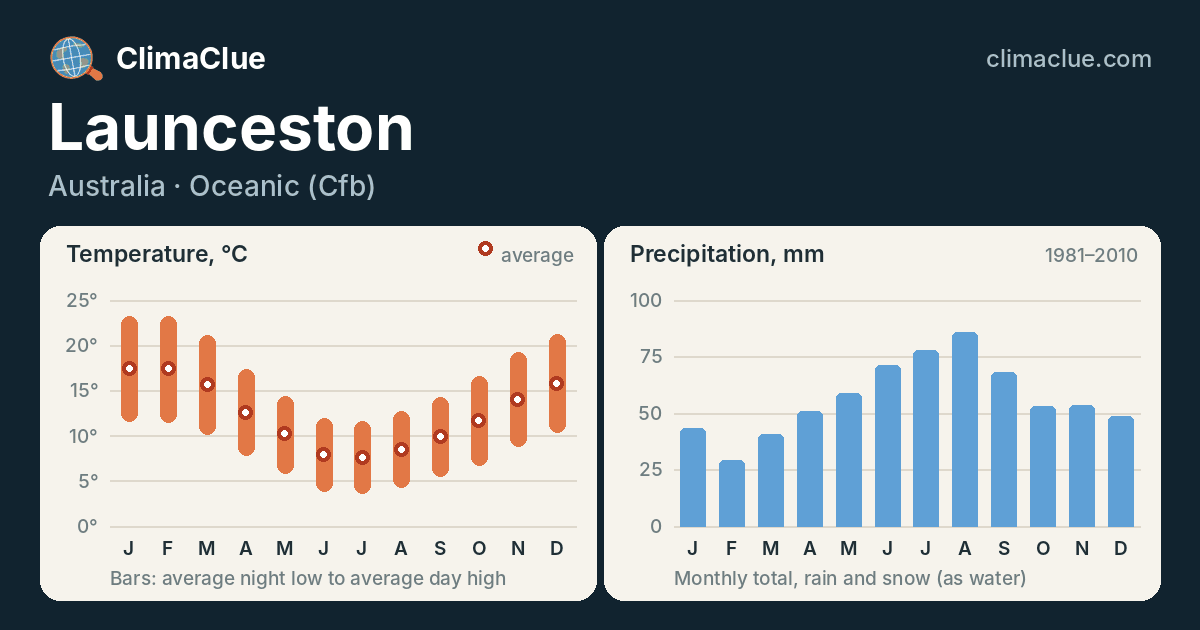 ClimaClue
climaclue.com
Launceston
Australia · Oceanic (Cfb)
Temperature, °C
average
25°
20°
15°
10°
5°
0°
J F M A M J J A S O N D
Bars: average night low to average day high
Precipitation, mm
1981–2010
100
75
50
25
0
J F M A M J J A S O N D
Monthly total, rain and snow (as water)